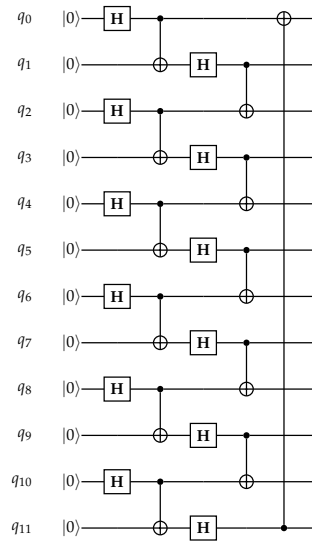 q0 |0⟩ H
q1 |0⟩ H
q2 |0⟩ H
q3 |0⟩ H
q4 |0⟩ H
q5 |0⟩ H
q6 |0⟩ H
q7 |0⟩ H
q8 |0⟩ H
q9 |0⟩ H
q10 |0⟩ H
q11 |0⟩ H